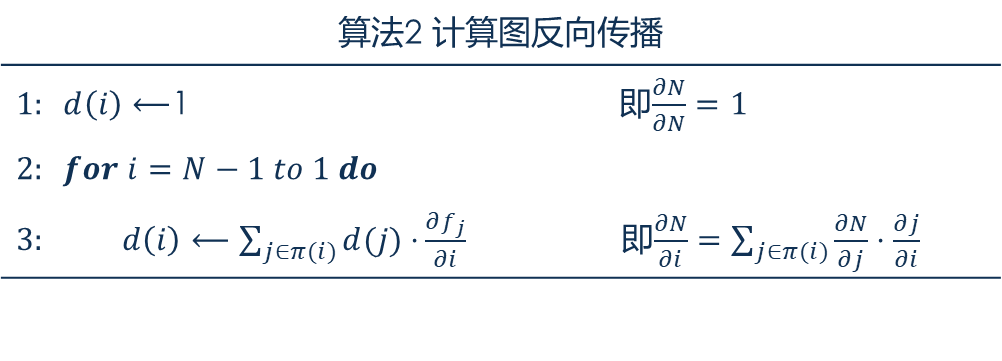 算法2 计算图反向传播
1: d(i) ⟵ 1 即∂N/∂N = 1
2: for i = N − 1 to 1 do
3: d(i) ⟵ ∑_{j∈π(i)} d(j) · ∂f_j/∂i 即∂N/∂i = ∑_{j∈π(i)} ∂N/∂j · ∂j/∂i